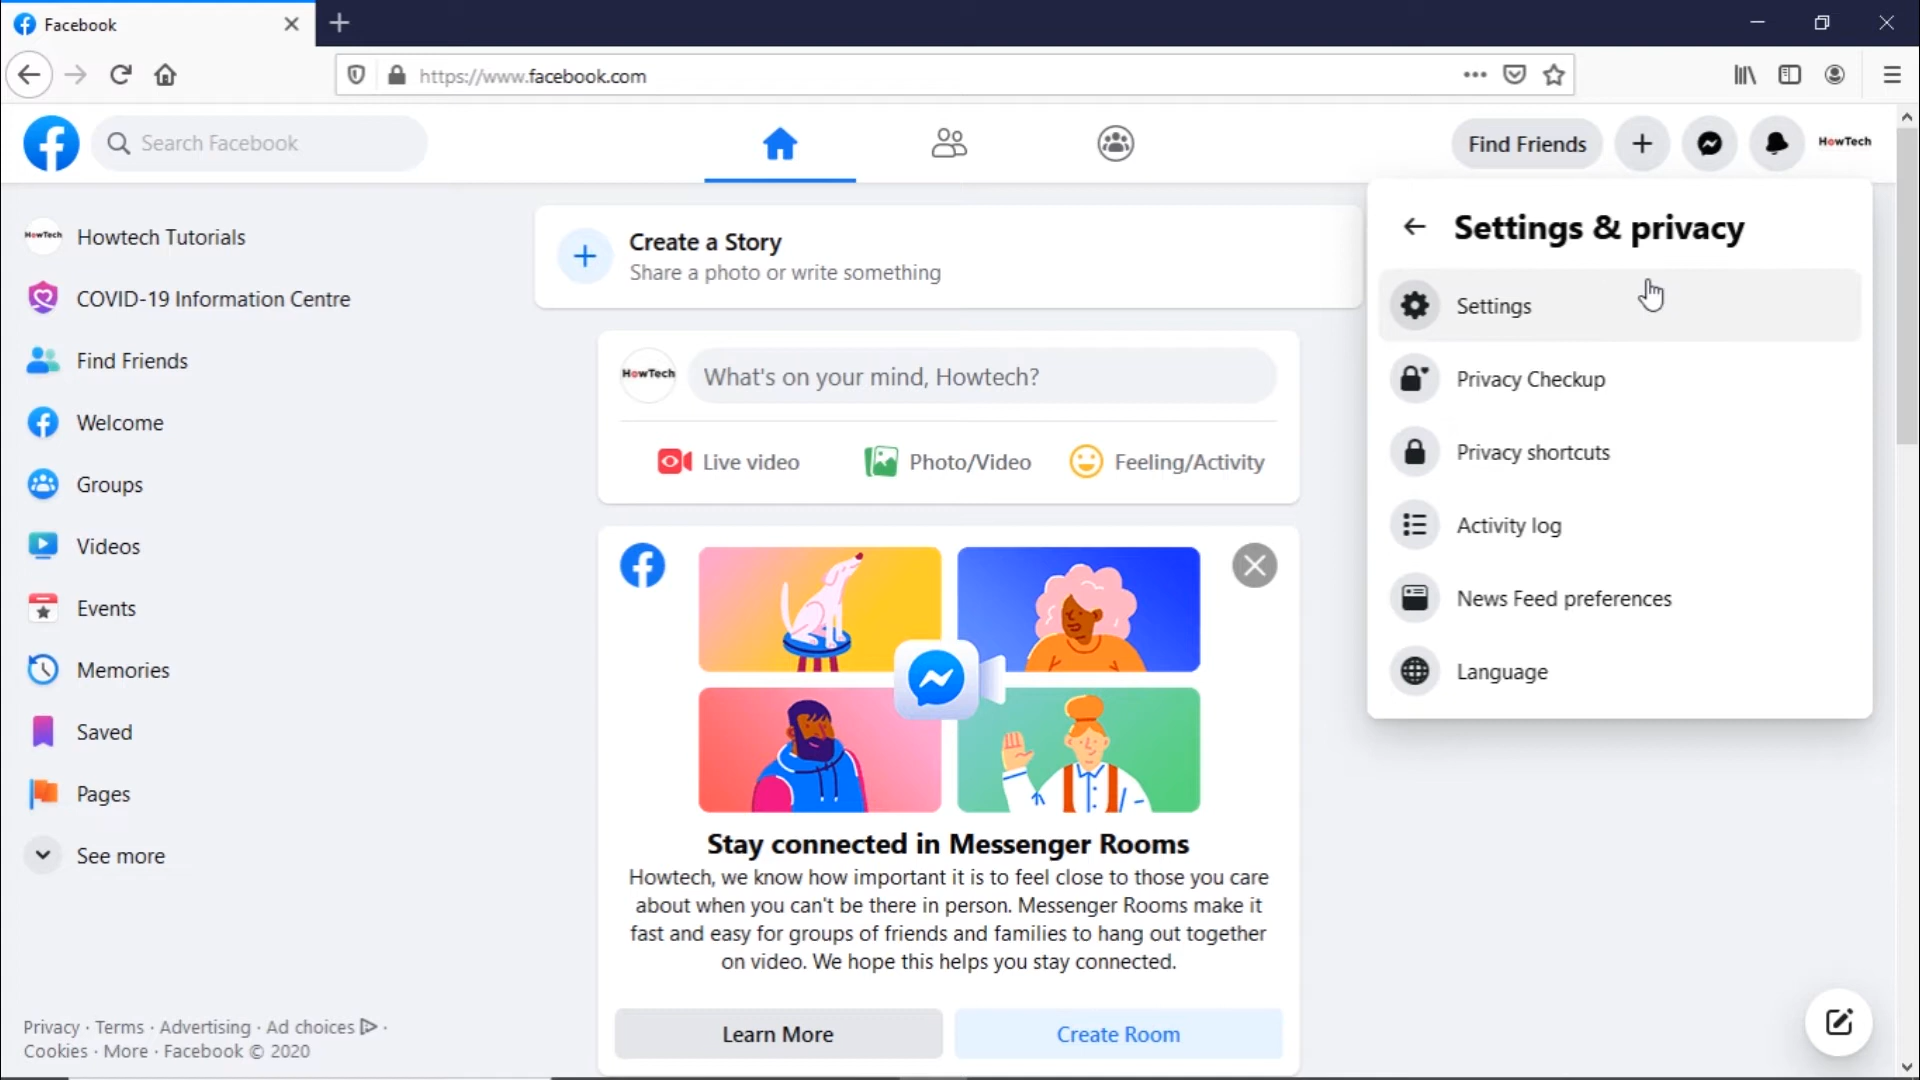 Facebook
https://www.facebook.com
Search Facebook
Find Friends
HowTech
HowTech Howtech Tutorials
COVID-19 Information Centre
Find Friends
Welcome
Groups
Videos
Events
Memories
Saved
Pages
See more
Privacy · Terms · Advertising · Ad choices ·
Cookies · More · Facebook © 2020
Create a Story
Share a photo or write something
HowTech What's on your mind, Howtech?
Live video Photo/Video Feeling/Activity
Stay connected in Messenger Rooms
Howtech, we know how important it is to feel close to those you care
about when you can't be there in person. Messenger Rooms make it
fast and easy for groups of friends and families to hang out together
on video. We hope this helps you stay connected.
Learn More Create Room
Settings & privacy
Settings
Privacy Checkup
Privacy shortcuts
Activity log
News Feed preferences
Language